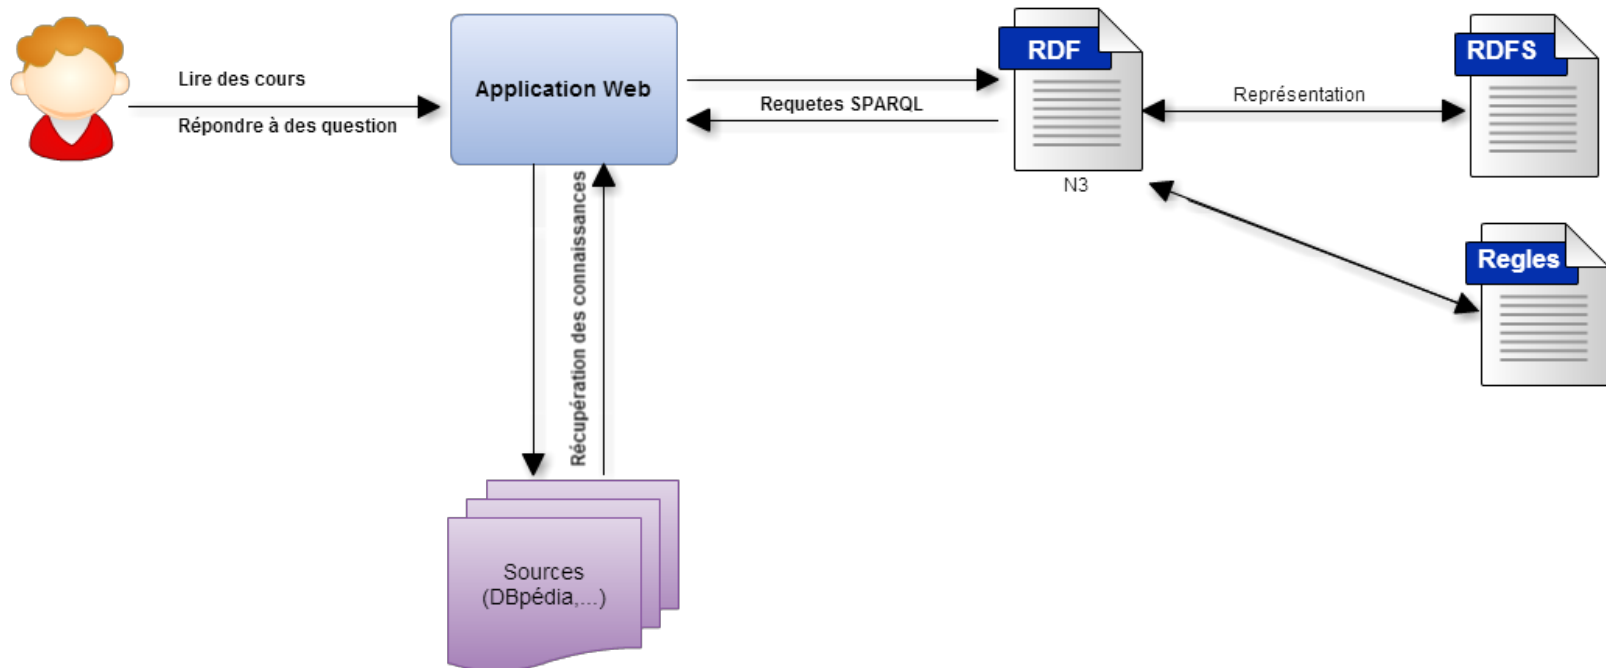 Lire des cours
Répondre à des question
Application Web
Requetes SPARQL
RDF
N3
Représentation
RDFS
Regles
Récupération des connaissances
Sources
(DBpédia,...)